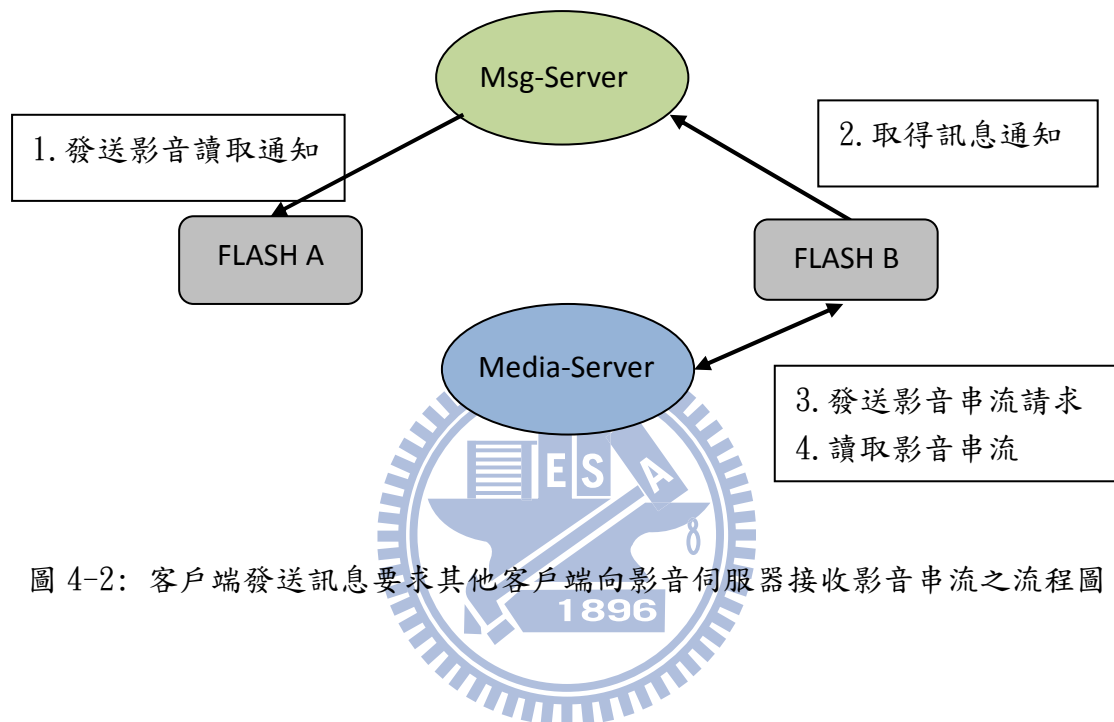 Msg-Server
1.發送影音讀取通知
2.取得訊息通知
FLASH A
FLASH B
Media-Server
3.發送影音串流請求
4.讀取影音串流
E S A
圖 4-2: 客戶端發送訊息要求其他客戶端向影音伺服器接收影音串流之流程圖
1896